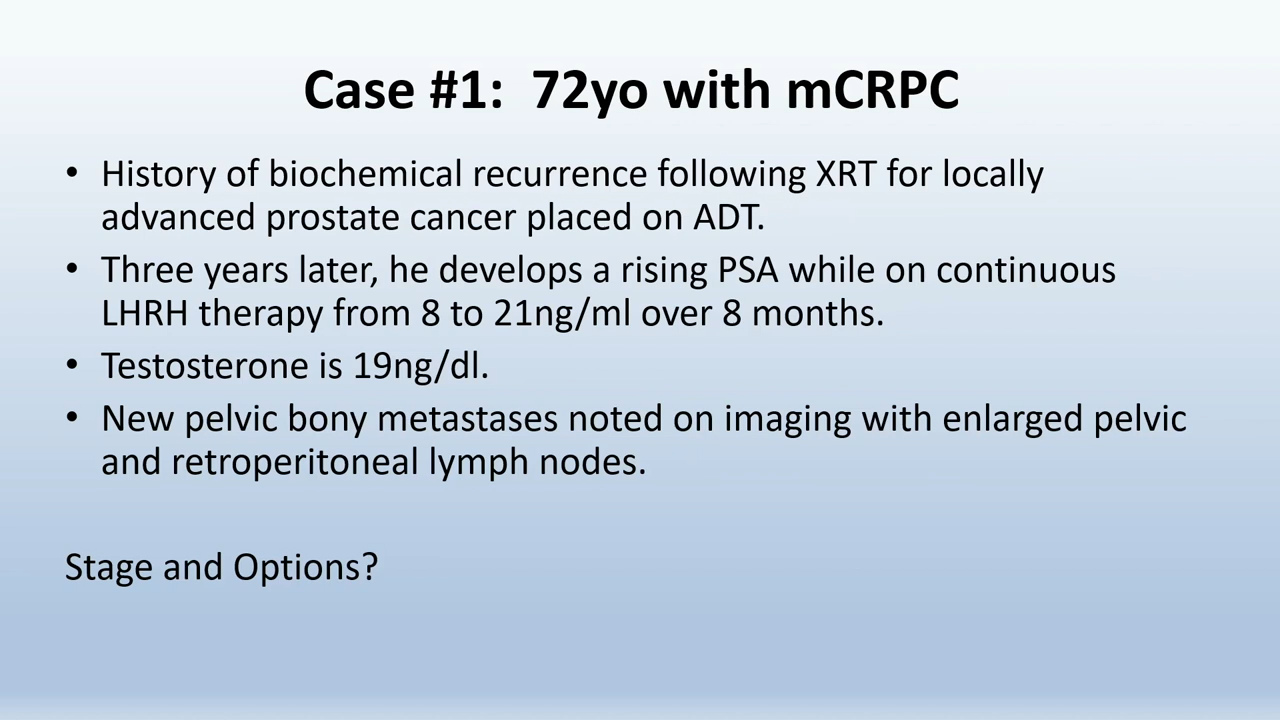 Case #1:  72yo with mCRPC
• History of biochemical recurrence following XRT for locally
advanced prostate cancer placed on ADT.
• Three years later, he develops a rising PSA while on continuous
LHRH therapy from 8 to 21ng/ml over 8 months.
• Testosterone is 19ng/dl.
• New pelvic bony metastases noted on imaging with enlarged pelvic
and retroperitoneal lymph nodes.
Stage and Options?